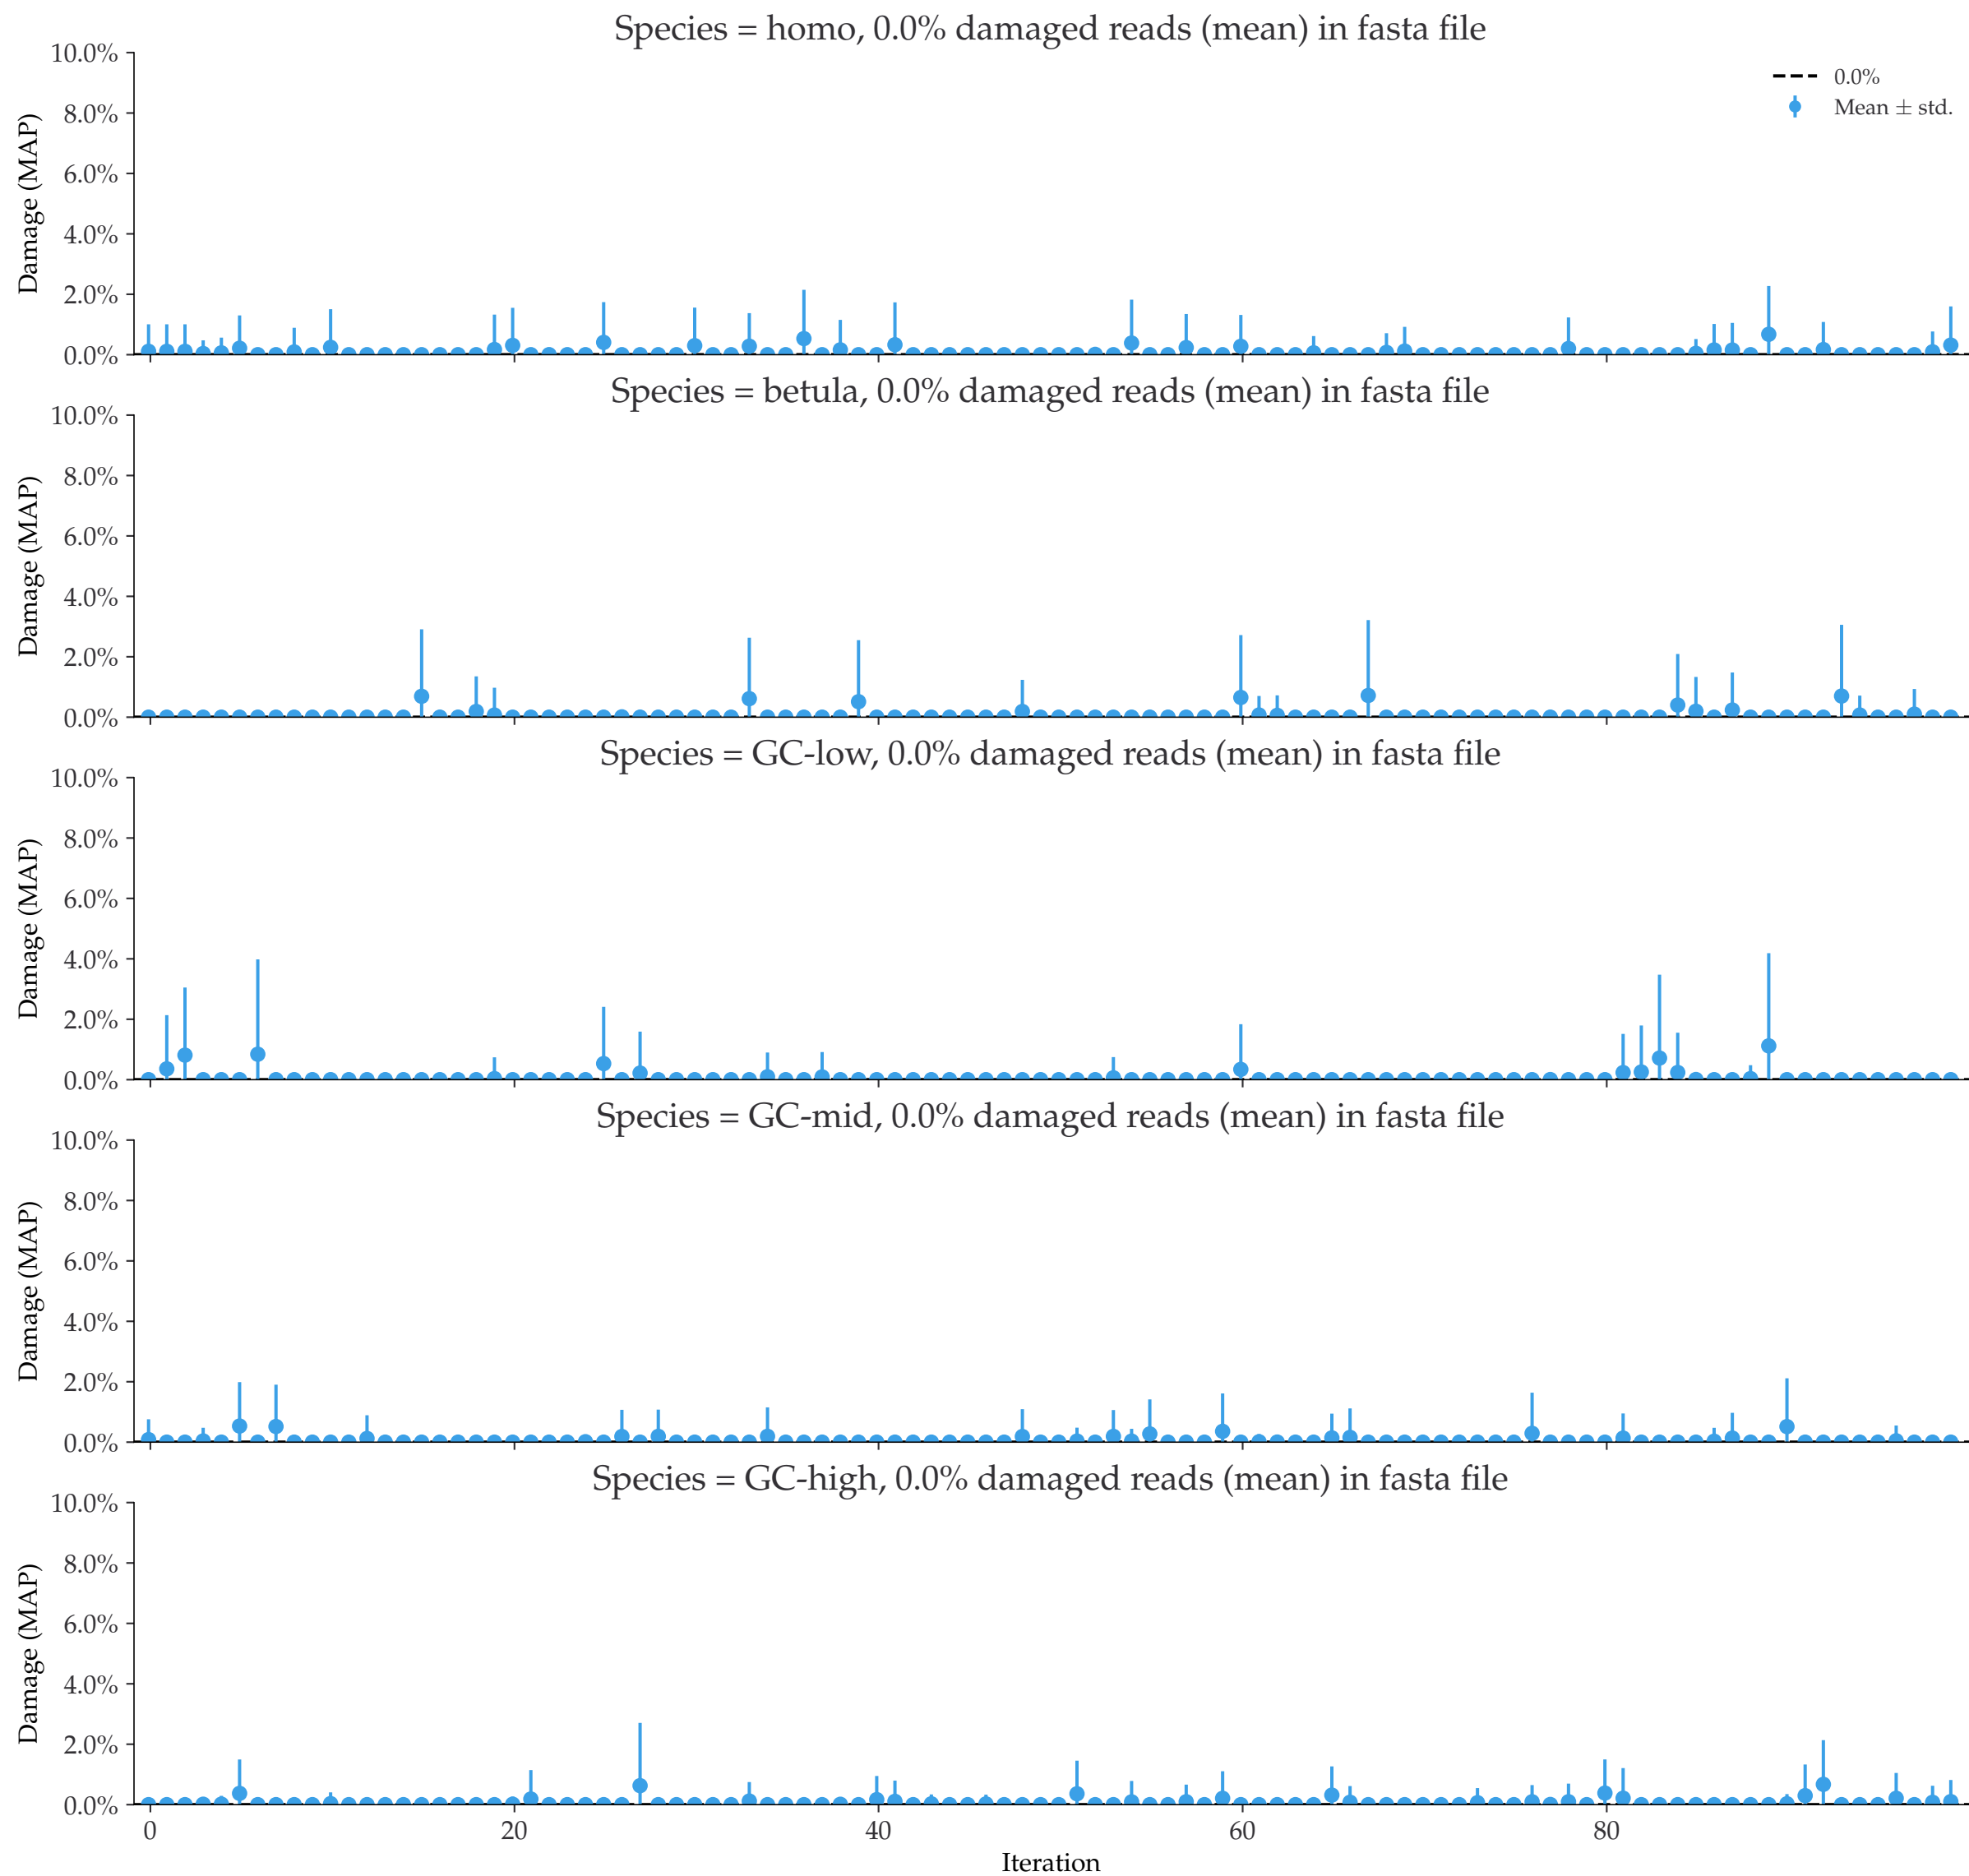 Species = homo, 0.0% damaged reads (mean) in fasta file
10.0%
8.0%
6.0%
4.0%
2.0%
0.0%
Damage (MAP)
0.0%
Mean ± std.
Species = betula, 0.0% damaged reads (mean) in fasta file
10.0%
8.0%
6.0%
4.0%
2.0%
0.0%
Damage (MAP)
Species = GC-low, 0.0% damaged reads (mean) in fasta file
10.0%
8.0%
6.0%
4.0%
2.0%
0.0%
Damage (MAP)
Species = GC-mid, 0.0% damaged reads (mean) in fasta file
10.0%
8.0%
6.0%
4.0%
2.0%
0.0%
Damage (MAP)
Species = GC-high, 0.0% damaged reads (mean) in fasta file
10.0%
8.0%
6.0%
4.0%
2.0%
0.0%
Damage (MAP)
0 20 40 60 80
Iteration